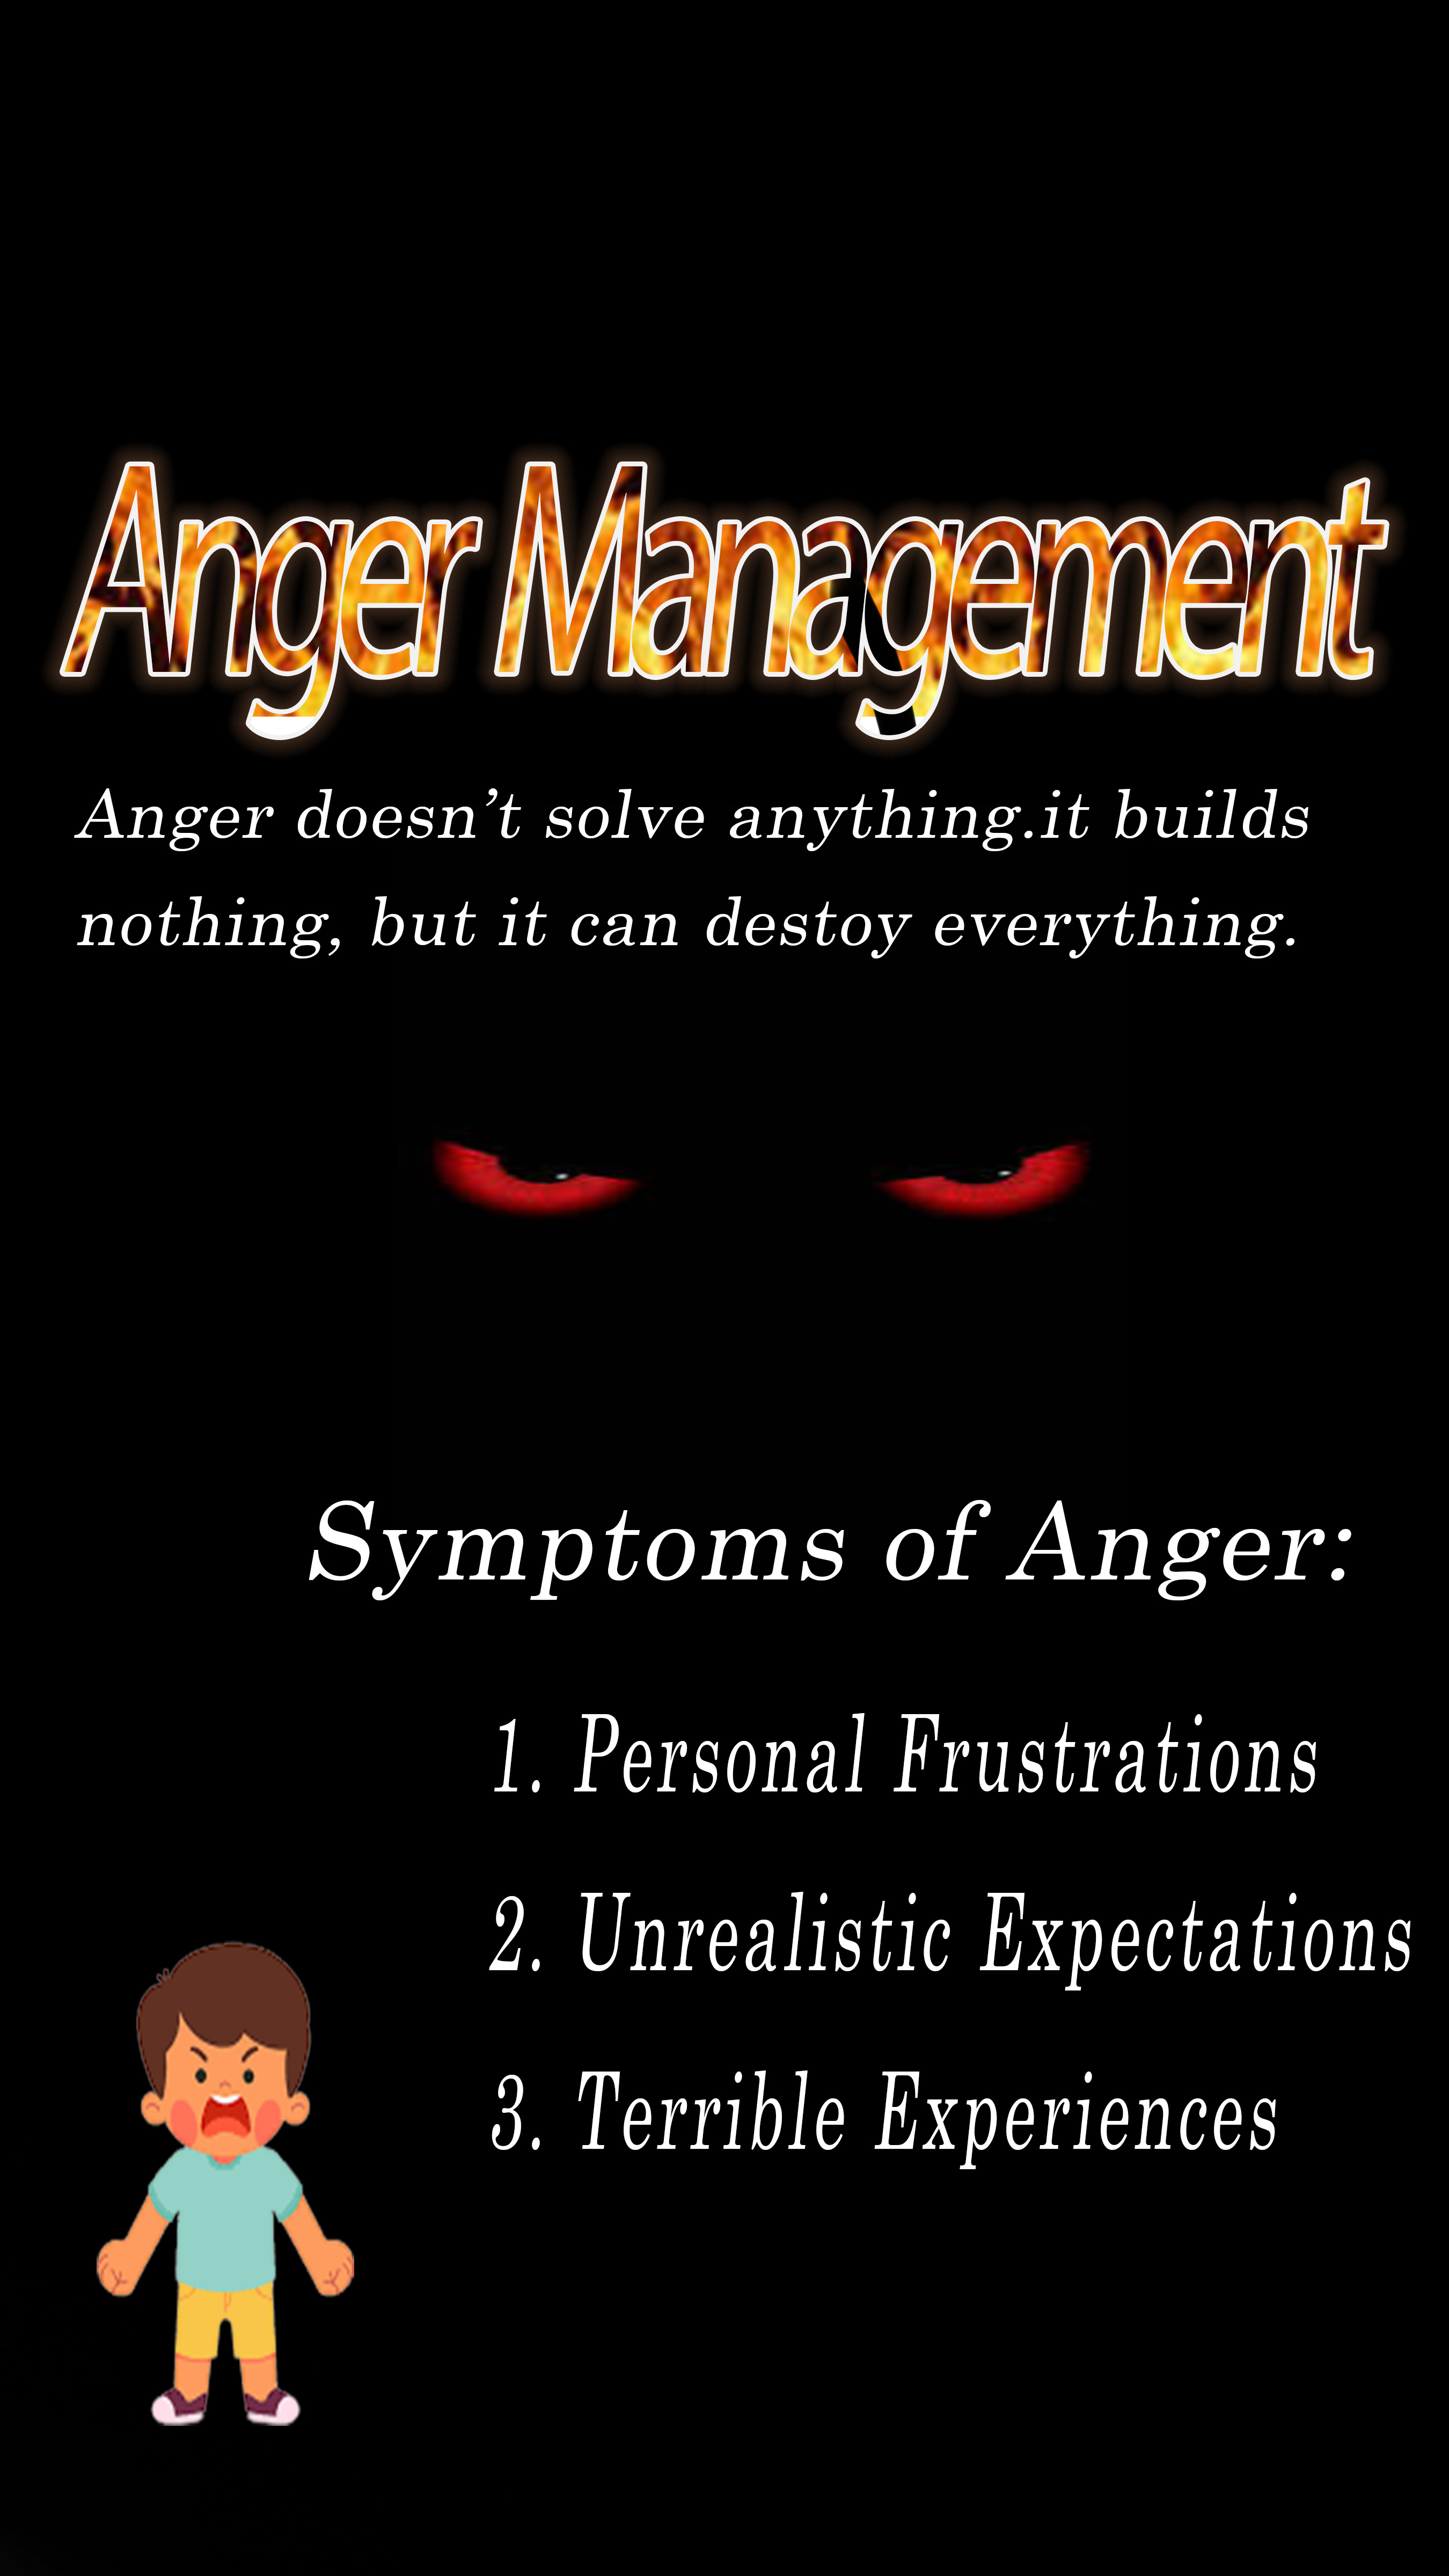 Anger Management
Anger doesn’t solve anything.it builds
nothing, but it can destoy everything.
Symptoms of Anger:
1. Personal Frustrations
2. Unrealistic Expectations
3. Terrible Experiences